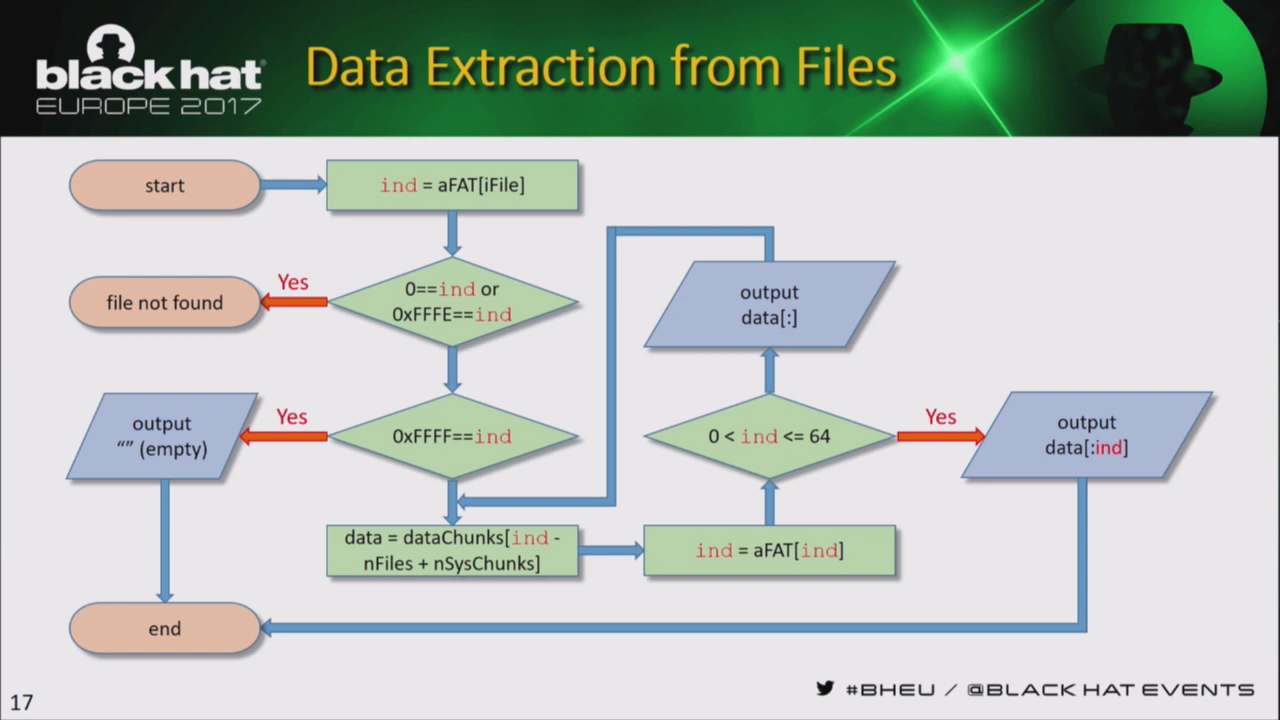 black hat
EUROPE 2017
Data Extraction from Files
start
ind = aFAT[iFile]
file not found
Yes
0==ind or
0xFFFE==ind
output
data[:]
output
“” (empty)
Yes
0xFFFF==ind
0 < ind <= 64
Yes
output
data[:ind]
data = dataChunks[ind -
nFiles + nSysChunks]
ind = aFAT[ind]
end
17
#BHEU / @BLACK HAT EVENTS